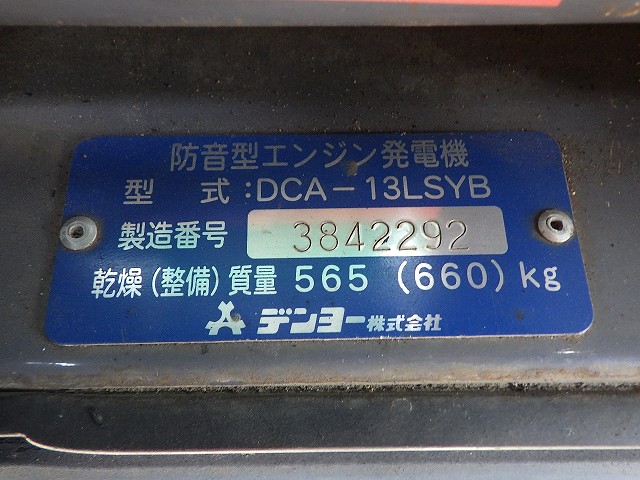 防音型エンジン発電機
型 式:DCA-13LSYB
製造番号 3842292
乾燥(整備)質量 565 (660)kg
デンヨー株式会社